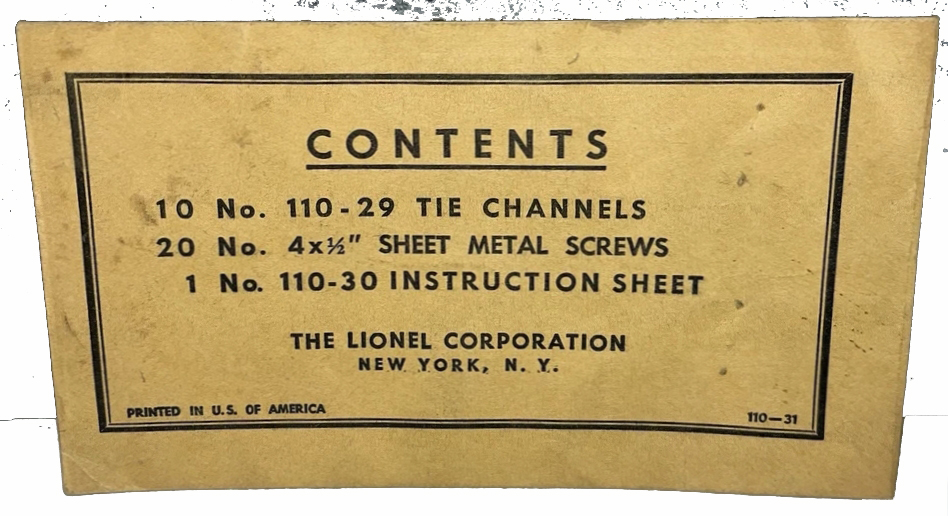 CONTENTS
10 No. 110-29 TIE CHANNELS
20 No. 4x½" SHEET METAL SCREWS
1 No. 110-30 INSTRUCTION SHEET
THE LIONEL CORPORATION
NEW YORK, N. Y.
PRINTED IN U.S. OF AMERICA
110—31